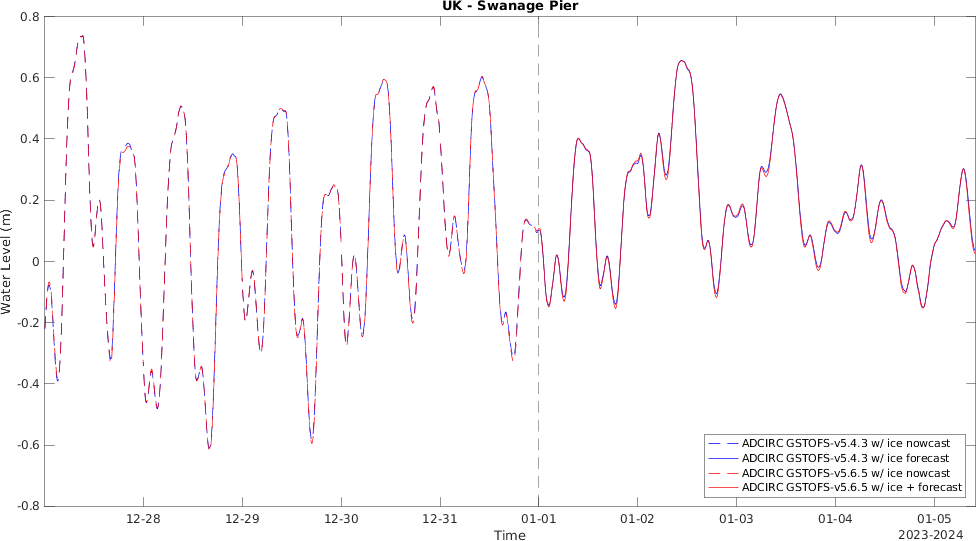 UK - Swanage Pier
0.8
0.6
0.4
0.2
0
-0.2
-0.4
-0.6
-0.8
Water Level (m)
12-28
12-29
12-30
12-31
01-01
01-02
01-03
01-04
01-05
Time
2023-2024
ADCIRC GSTOFS-v5.4.3 w/ ice nowcast
ADCIRC GSTOFS-v5.4.3 w/ ice forecast
ADCIRC GSTOFS-v5.6.5 w/ ice nowcast
ADCIRC GSTOFS-v5.6.5 w/ ice + forecast